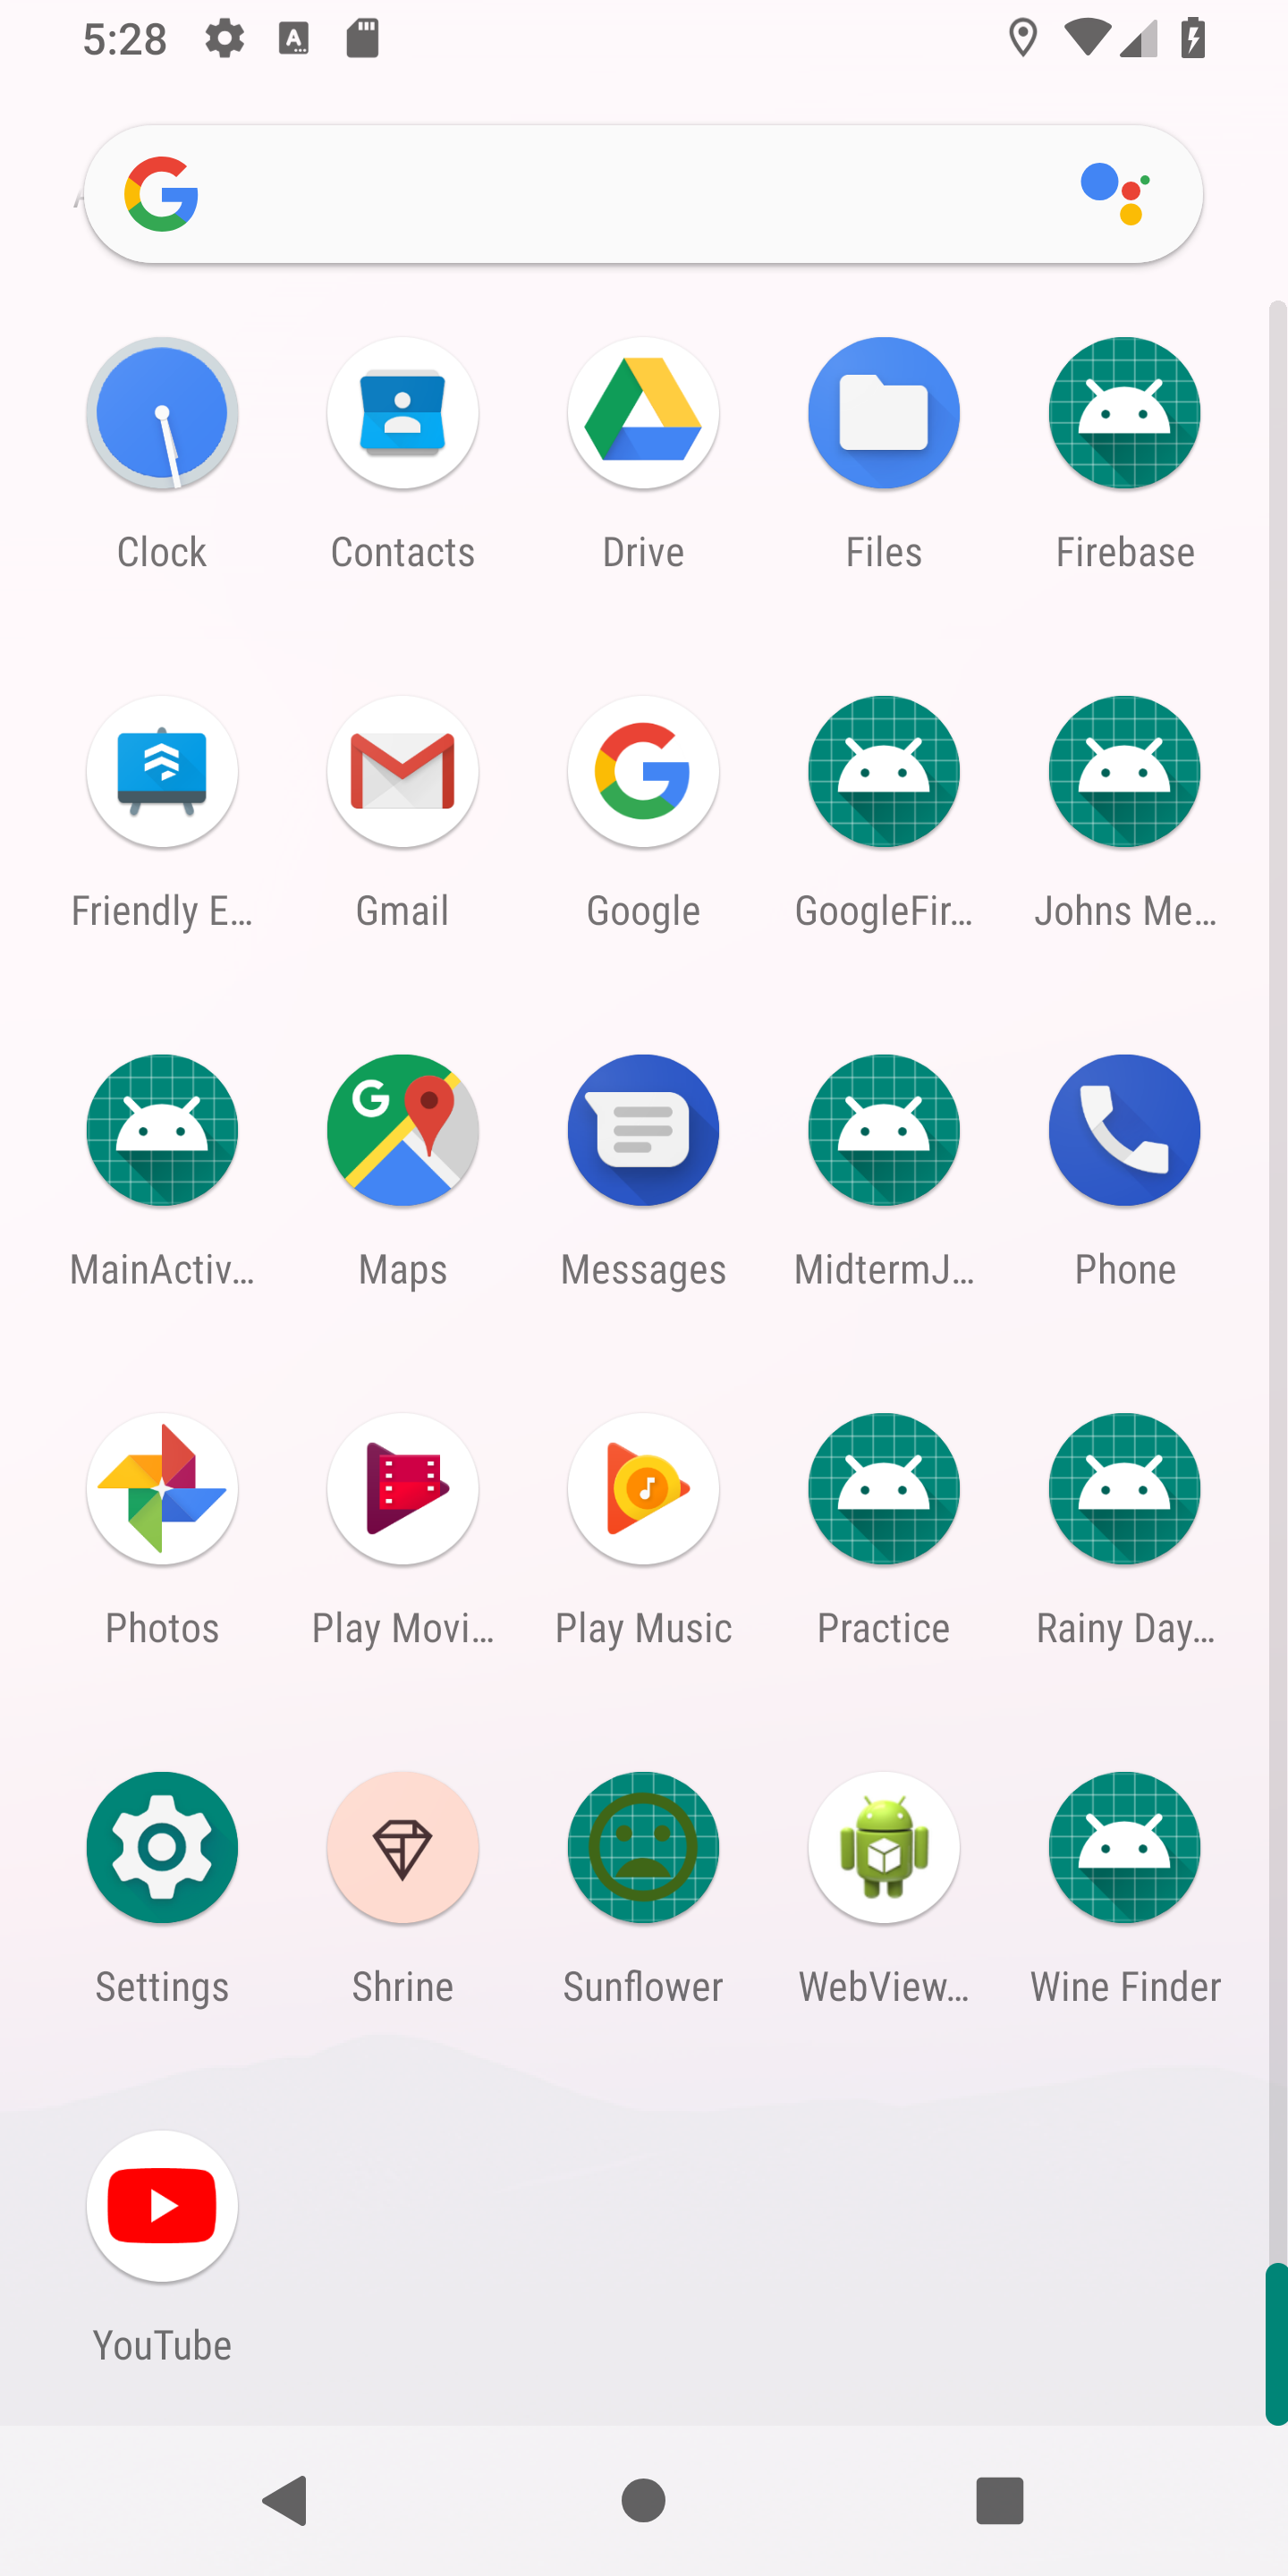 5:28
Clock Contacts Drive Files Firebase
Friendly E... Gmail Google GoogleFir... Johns Me...
MainActiv... Maps Messages MidtermJ... Phone
Photos Play Movi... Play Music Practice Rainy Day...
Settings Shrine Sunflower WebView... Wine Finder
YouTube